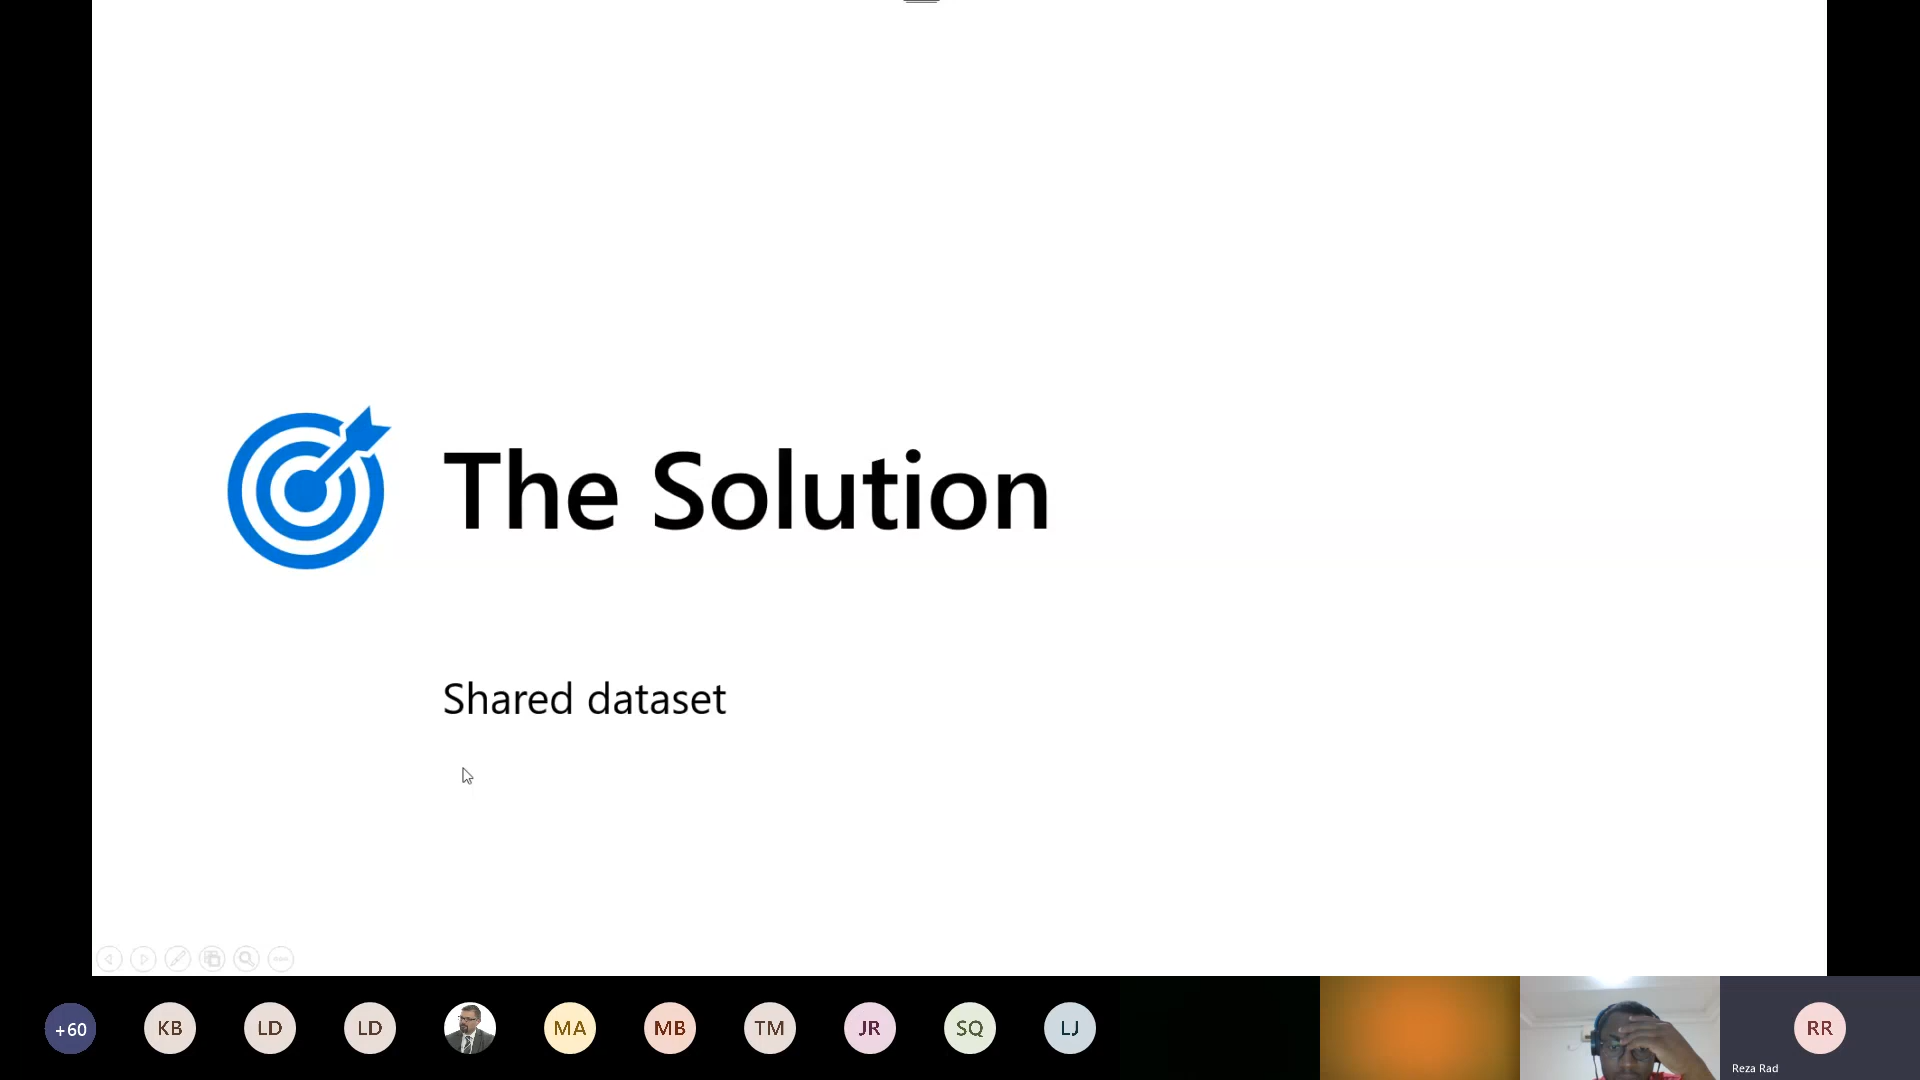 The Solution
Shared dataset
+60
KB
LD
LD
MA
MB
TM
JR
SQ
LJ
RR
Reza Rad